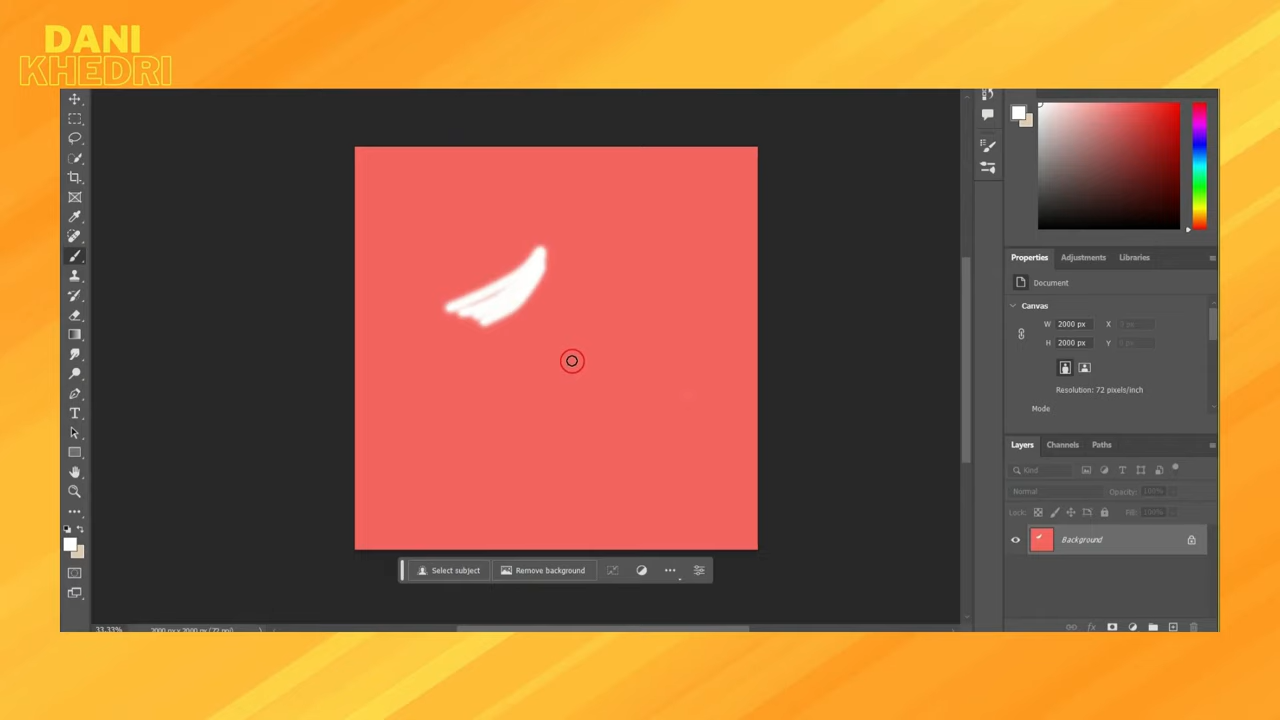 DANI
KHEDRI
Properties Adjustments Libraries
Document
Canvas
W 2000 px X
H 2000 px Y
Resolution: 72 pixels/inch
Mode
Layers Channels Paths
Kind
Normal Opacity: 100%
Lock: Fill: 100%
Background
Select subject Remove background
33.33% 2000 px x 2000 px (72 ppi)